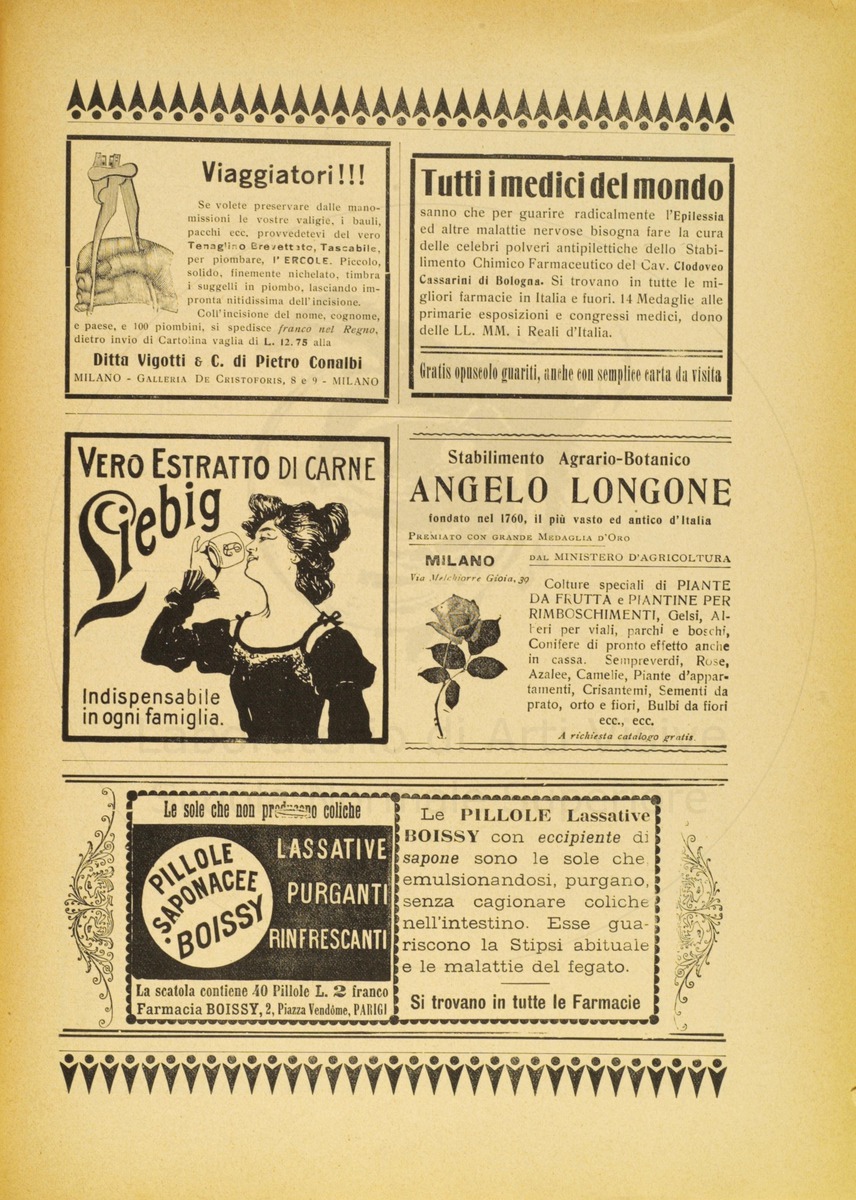 Viaggiatori!!!
Se volete preservare dalle mano-
missioni le vostre valigie, i bauli,
pacchi ecc. provvedetevi del vero
Tenaglino Brevettato, Tascabile,
per piombare, l'ERCOLE. Piccolo,
solido, finemente nichelato, timbra
i suggelli in piombo, lasciando im-
pronta nitidissima dell'incisione.
Coll'incisione del nome, cognome,
e paese, e 100 piombini, si spedisce franco nel Regno,
dietro invio di Cartolina vaglia di L. 12.75 alla
Ditta Vigotti & C. di Pietro Conalbi
MILANO - GALLERIA DE CRISTOFORIS, 8 e 9 - MILANO
Tutti i medici del mondo
sanno che per guarire radicalmente l'Epilessia
ed altre malattie nervose bisogna fare la cura
delle celebri polveri antipilettiche dello Stabi-
limento Chimico Farmaceutico del Cav. Clodoveo
Cassarini di Bologna. Si trovano in tutte le mi-
gliori farmacie in Italia e fuori. 14 Medaglie alle
primarie esposizioni e congressi medici, dono
delle LL. MM. i Reali d'Italia.
Gratis opuscolo guariti, anche con semplice carta da visita
VERO ESTRATTO DI CARNE
Liebig
Indispensabile
in ogni famiglia.
Stabilimento Agrario-Botanico
ANGELO LONGONE
fondato nel 1760, il più vasto ed antico d'Italia
PREMIATO CON GRANDE MEDAGLIA D'ORO
DAL MINISTERO D'AGRICOLTURA
MILANO
Via Melchiorre Gioia, 39
Colture speciali di PIANTE
DA FRUTTA e PIANTINE PER
RIMBOSCHIMENTI, Gelsi, Al-
beri per viali, parchi e boschi,
Conifere di pronto effetto anche
in cassa. Sempreverdi, Rose,
Azalee, Camelie, Piante d'appar-
tamenti, Crisantemi, Sementi da
prato, orto e fiori, Bulbi da fiori
ecc., ecc.
A richiesta catalogo gratis.
Le sole che non producono coliche
PILLOLE
SAPONACEE
BOISSY
LASSATIVE
PURGANTI
RINFRESCANTI
La scatola contiene 40 Pillole L. 2 franco
Farmacia BOISSY, 2, Piazza Vendôme, PARIGI
Le PILLOLE Lassative
BOISSY con eccipiente di
sapone sono le sole che,
emulsionandosi, purgano,
senza cagionare coliche
nell'intestino. Esse gua-
riscono la Stipsi abituale
e le malattie del fegato.
Si trovano in tutte le Farmacie